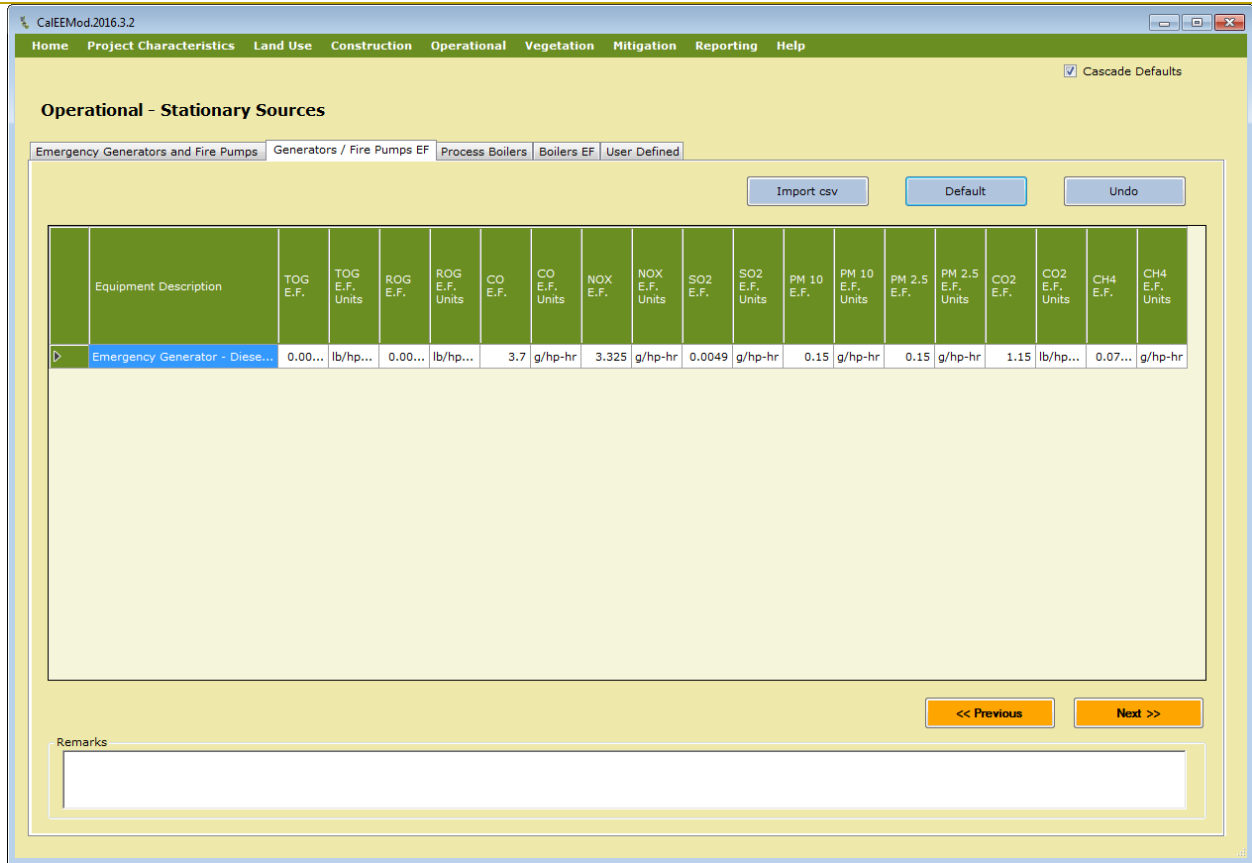 CalEEMod.2016.3.2
Home Project Characteristics Land Use Construction Operational Vegetation Mitigation Reporting Help
Cascade Defaults
Operational - Stationary Sources
Emergency Generators and Fire Pumps Generators / Fire Pumps EF Process Boilers Boilers EF User Defined
Import csv Default Undo
Equipment Description TOG E.F. TOG E.F. Units ROG E.F. ROG E.F. Units CO E.F. CO E.F. Units NOX E.F. NOX E.F. Units SO2 E.F. SO2 E.F. Units PM 10 E.F. PM 10 E.F. Units PM 2.5 E.F. PM 2.5 E.F. Units CO2 E.F. CO2 E.F. Units CH4 E.F. CH4 E.F. Units
Emergency Generator - Diese... 0.00... lb/hp... 0.00... lb/hp... 3.7 g/hp-hr 3.325 g/hp-hr 0.0049 g/hp-hr 0.15 g/hp-hr 0.15 g/hp-hr 1.15 lb/hp... 0.07... g/hp-hr
<< Previous Next >>
Remarks